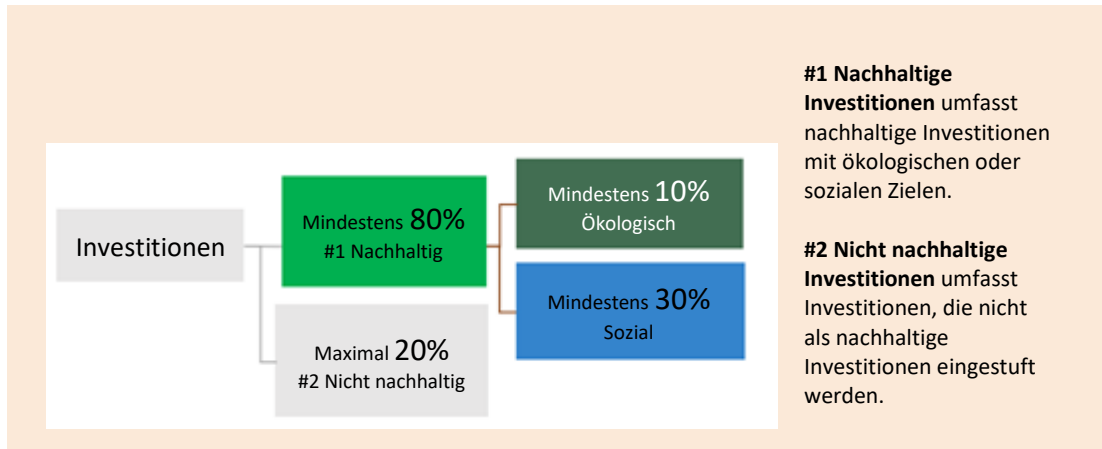 Investitionen
Mindestens 80%
#1 Nachhaltig
Maximal 20%
#2 Nicht nachhaltig
Mindestens 10%
Ökologisch
Mindestens 30%
Sozial
#1 Nachhaltige
Investitionen umfasst
nachhaltige Investitionen
mit ökologischen oder
sozialen Zielen.
#2 Nicht nachhaltige
Investitionen umfasst
Investitionen, die nicht
als nachhaltige
Investitionen eingestuft
werden.